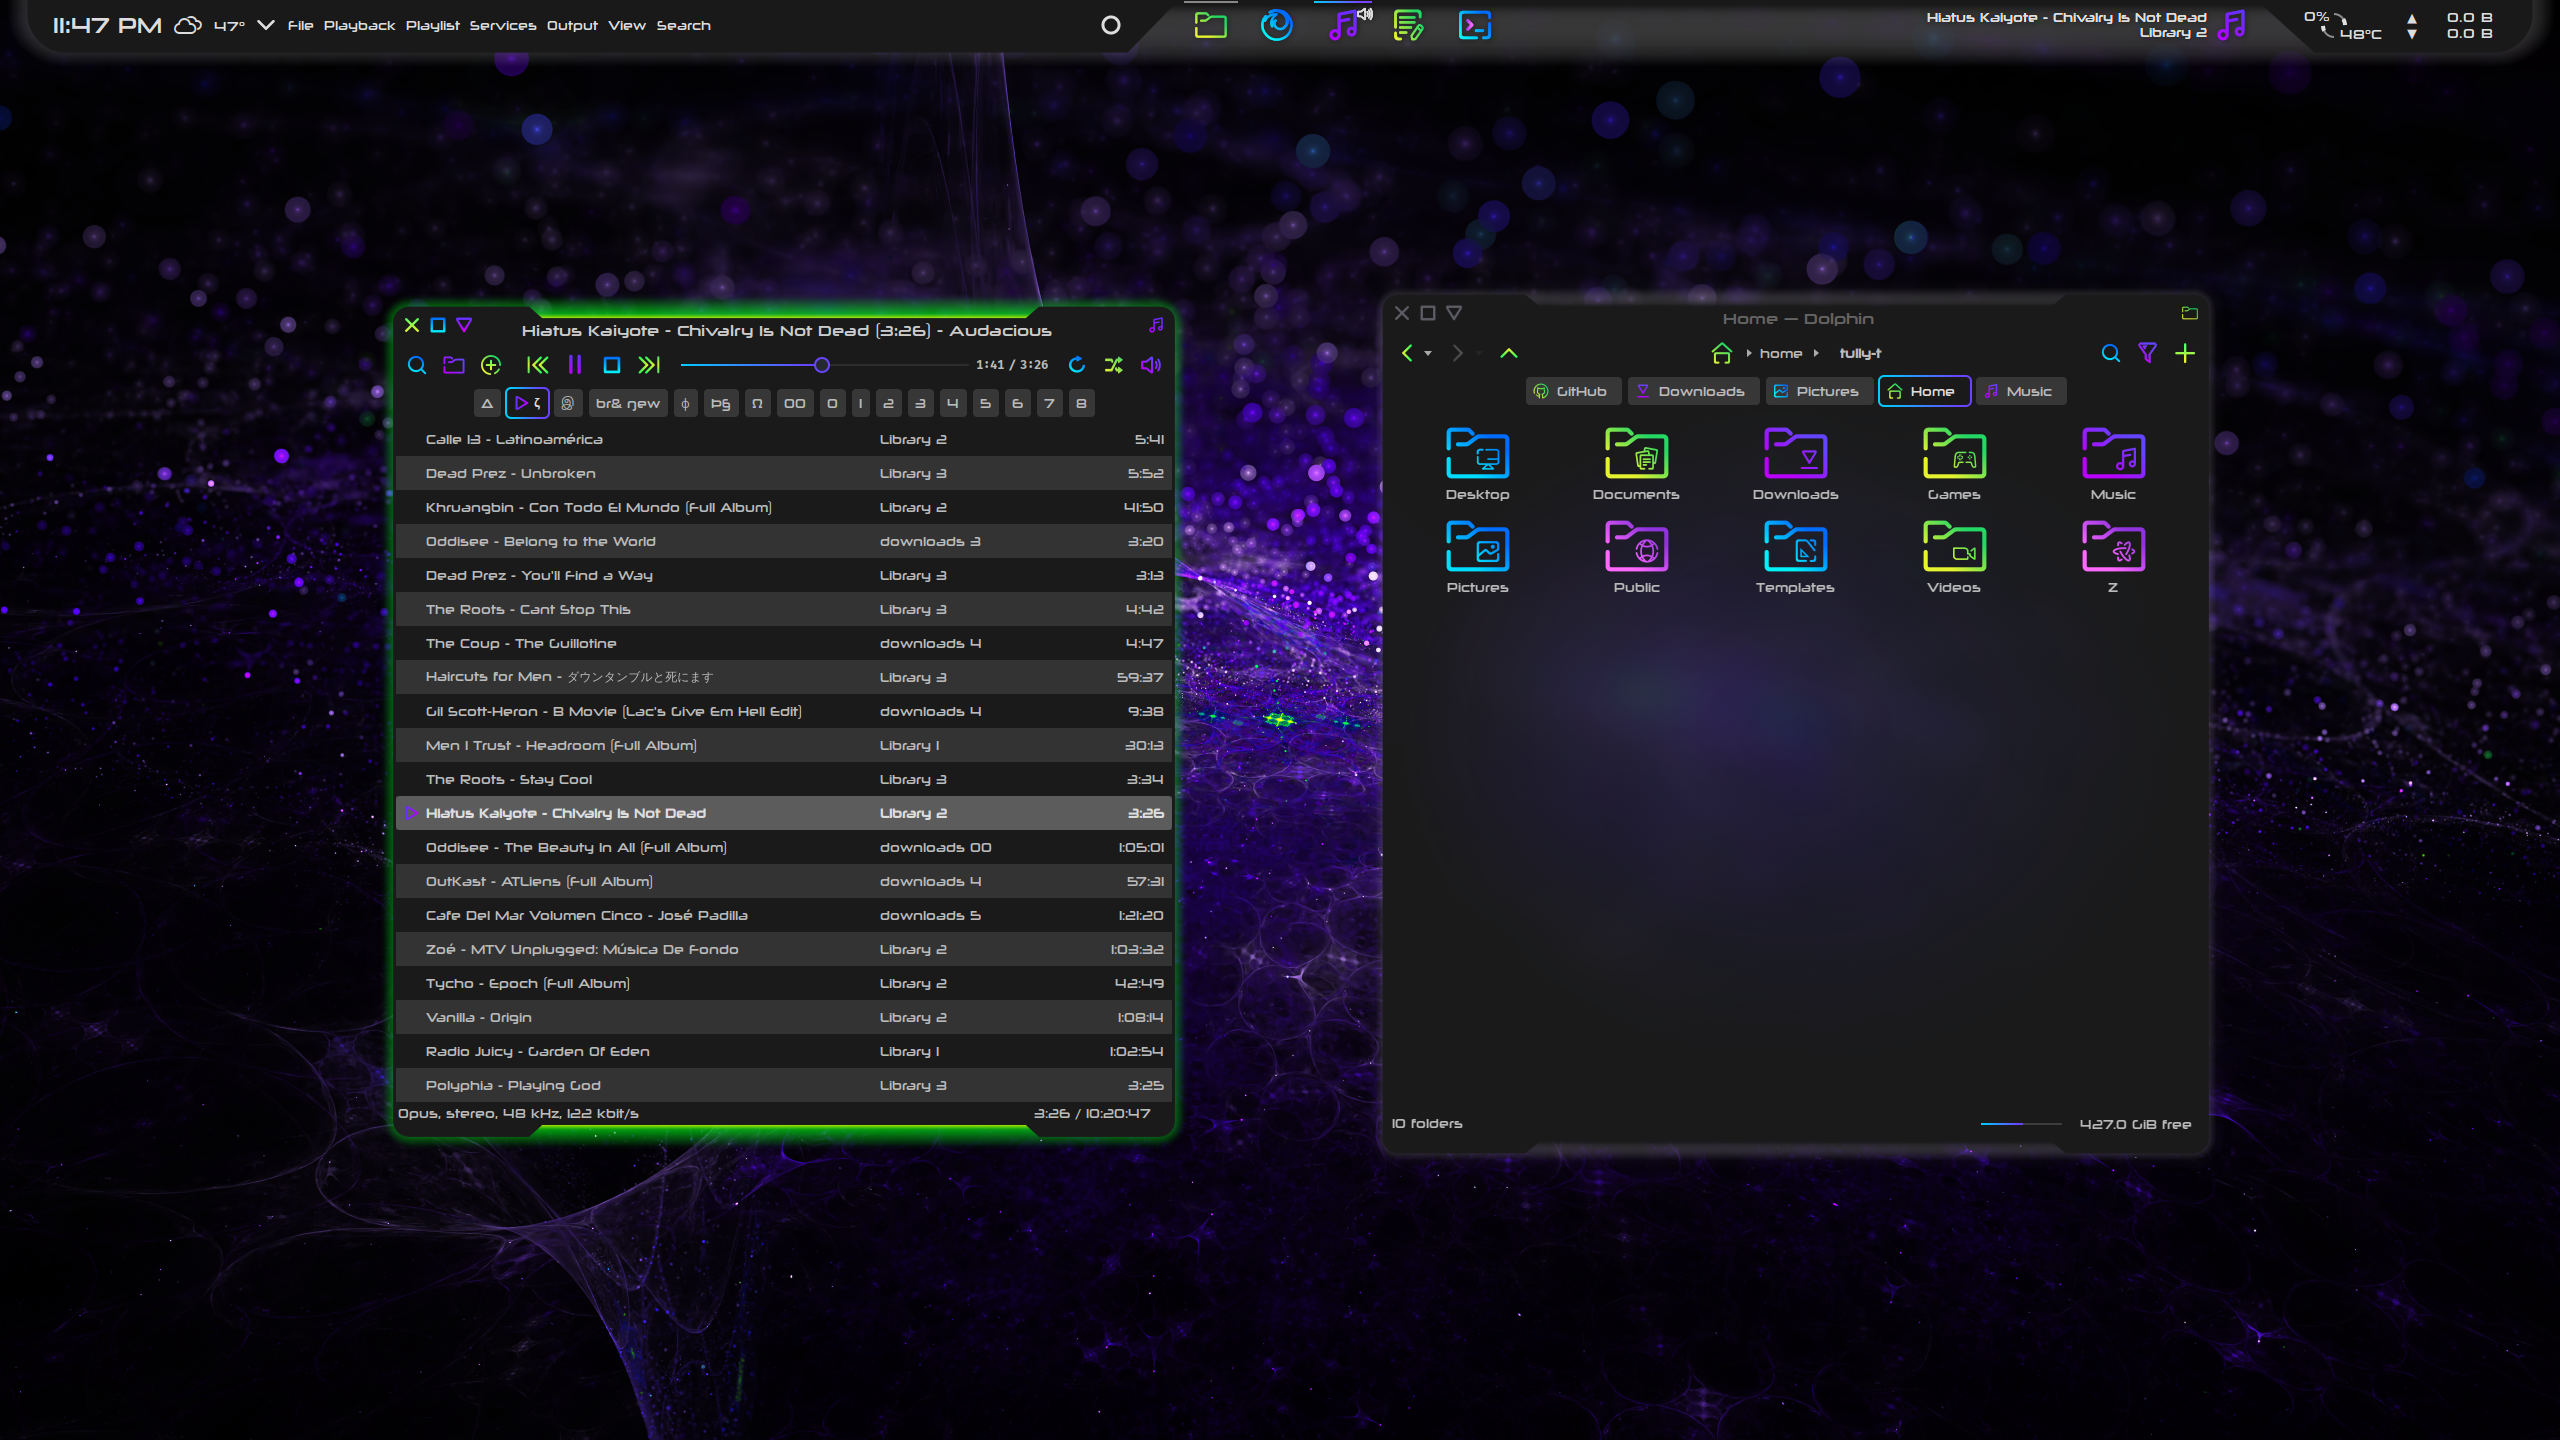 11:47 PM 47° File Playback Playlist Services Output View Search
Hiatus Kaiyote - Chivalry Is Not Dead
Library 2
0% 48°C
0.0 B
0.0 B
Hiatus Kaiyote - Chivalry Is Not Dead (3:26) - Audacious
1:41 / 3:26
Δ ζ br& ŋew ϕ Þ§ Ω 00 0 1 2 3 4 5 6 7 8
Calle 13 - Latinoamérica Library 2 5:41
Dead Prez - Unbroken Library 3 5:52
Khruangbin - Con Todo El Mundo (Full Album) Library 2 41:50
Oddisee - Belong to the World downloads 3 3:20
Dead Prez - You'll Find a Way Library 3 3:13
The Roots - Cant Stop This Library 3 4:42
The Coup - The Guillotine downloads 4 4:47
Haircuts for Men - ダウンタンブルと死にます Library 3 59:37
Gil Scott-Heron - B Movie (Lac's Give Em Hell Edit) downloads 4 9:38
Men I Trust - Headroom (Full Album) Library 1 30:13
The Roots - Stay Cool Library 3 3:34
Hiatus Kaiyote - Chivalry Is Not Dead Library 2 3:26
Oddisee - The Beauty In All (Full Album) downloads 00 1:05:01
OutKast - ATLiens (Full Album) downloads 4 57:31
Cafe Del Mar Volumen Cinco - José Padilla downloads 5 1:21:20
Zoé - MTV Unplugged: Música De Fondo Library 2 1:03:32
Tycho - Epoch (Full Album) Library 2 42:49
Vanilla - Origin Library 2 1:08:14
Radio Juicy - Garden Of Eden Library 1 1:02:54
Polyphia - Playing God Library 3 3:25
Opus, stereo, 48 kHz, 122 kbit/s 3:26 / 10:20:47
Home — Dolphin
home tully-t
GitHub Downloads Pictures Home Music
Desktop Documents Downloads Games Music
Pictures Public Templates Videos Z
10 folders 427.0 GiB free